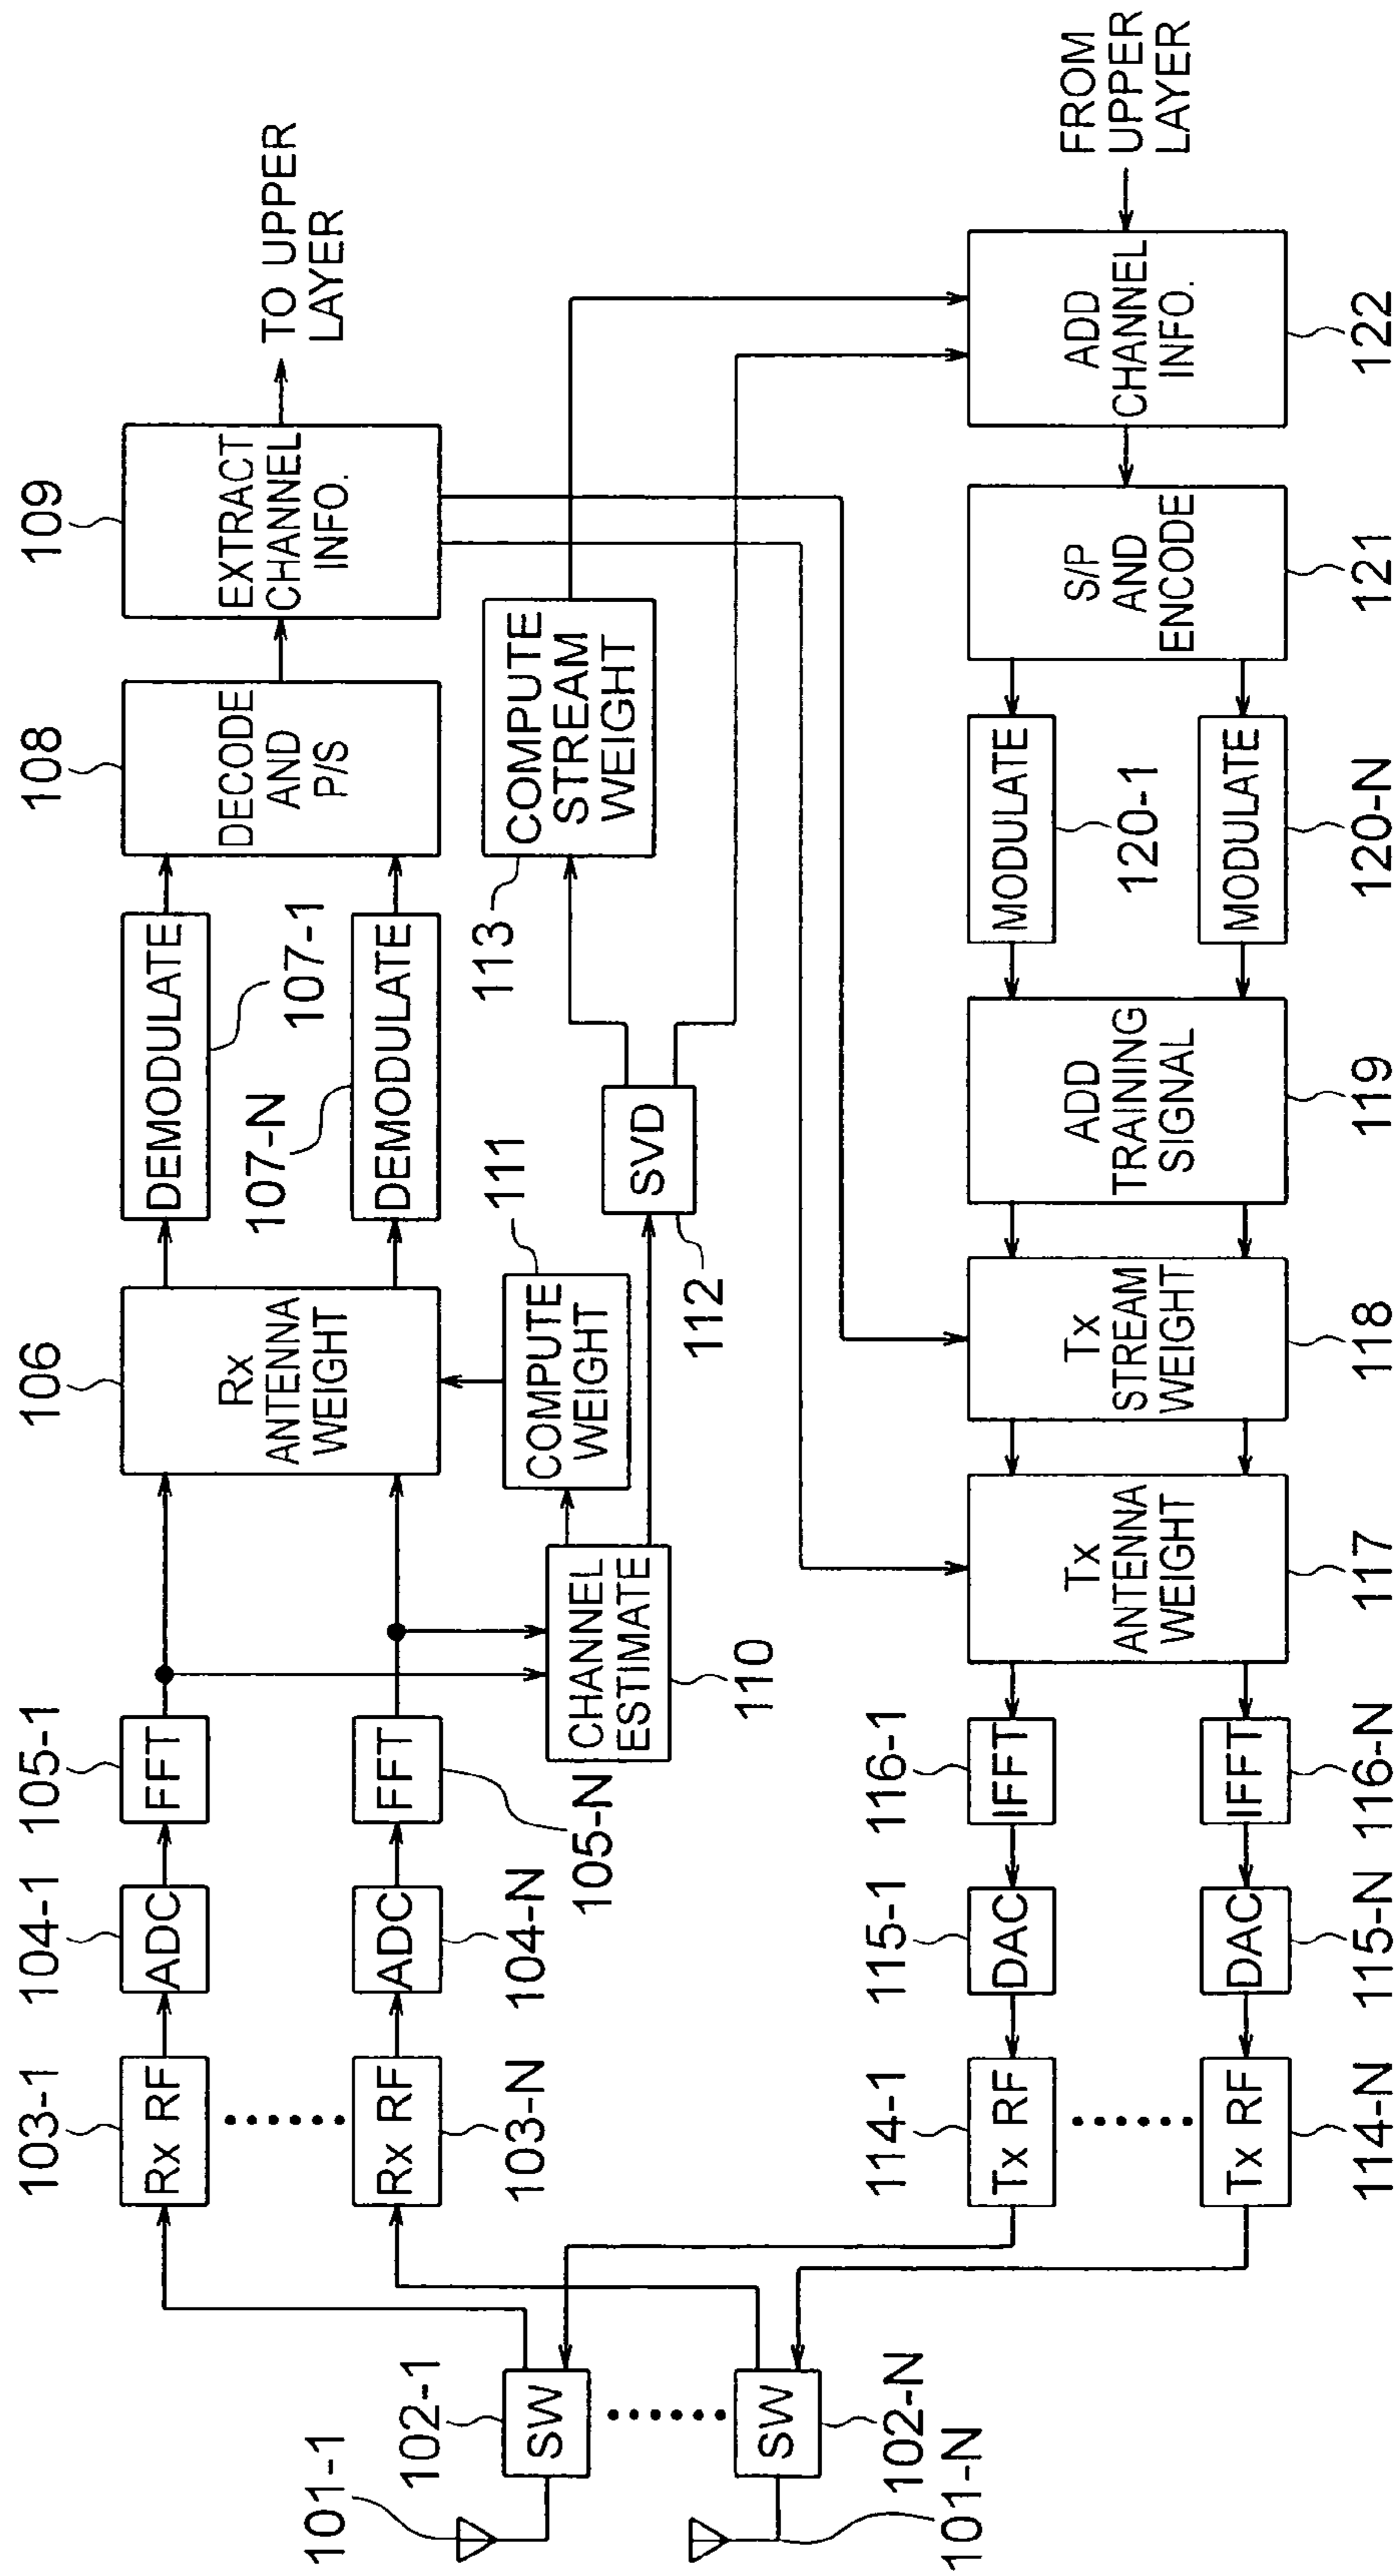 101-1
101-N
102-1
SW
SW
102-N
103-1
Rx RF
Rx RF
103-N
104-1
ADC
ADC
104-N
105-1
FFT
FFT
105-N
106
Rx
ANTENNA
WEIGHT
107-1
DEMODULATE
107-N
DEMODULATE
108
DECODE
AND
P/S
109
EXTRACT
CHANNEL
INFO.
TO UPPER
LAYER
CHANNEL
ESTIMATE
110
111
COMPUTE
WEIGHT
SVD
112
113
COMPUTE
STREAM
WEIGHT
114-1
Tx RF
Tx RF
114-N
115-1
DAC
DAC
115-N
116-1
IFFT
IFFT
116-N
Tx
ANTENNA
WEIGHT
117
Tx
STREAM
WEIGHT
118
ADD
TRAINING
SIGNAL
119
MODULATE
120-1
MODULATE
120-N
S/P
AND
ENCODE
121
ADD
CHANNEL
INFO.
122
FROM
UPPER
LAYER